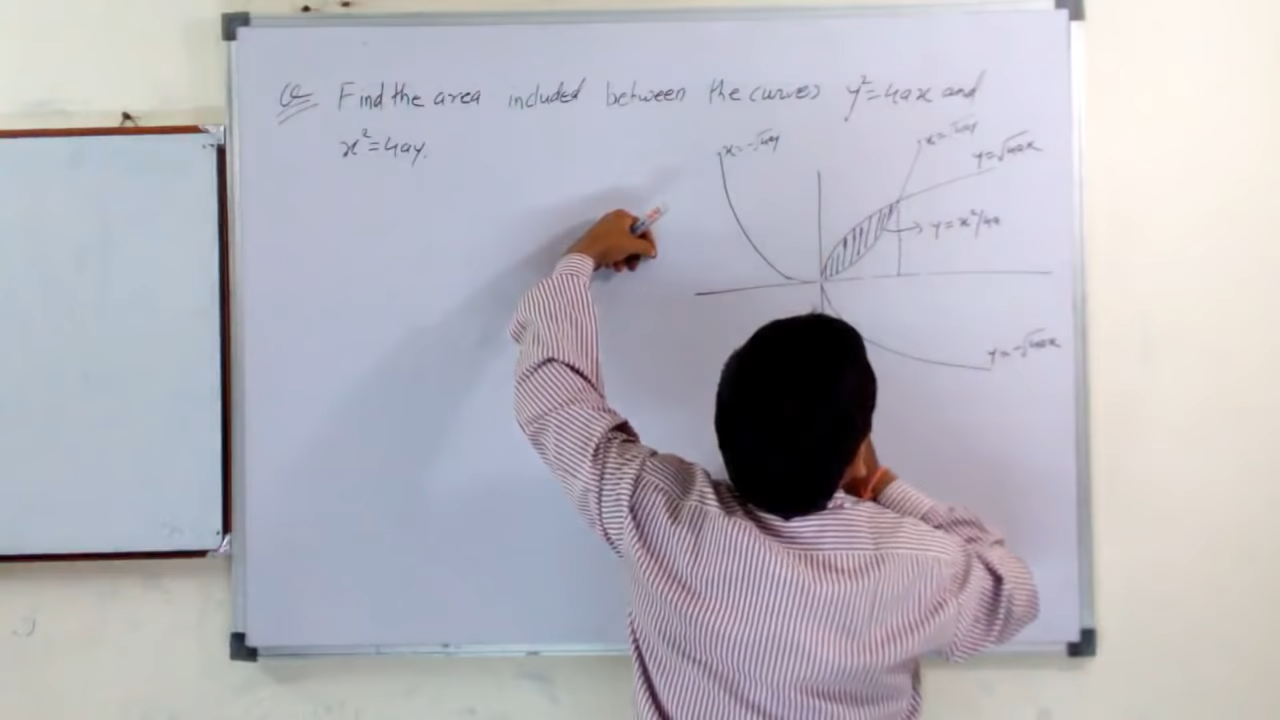 Q Find the area included between the curves y²=4ax and
x²=4ay.
x=-√4ay
x=√4ay
y=√4ax
y=x²/4a
y=-√4ax